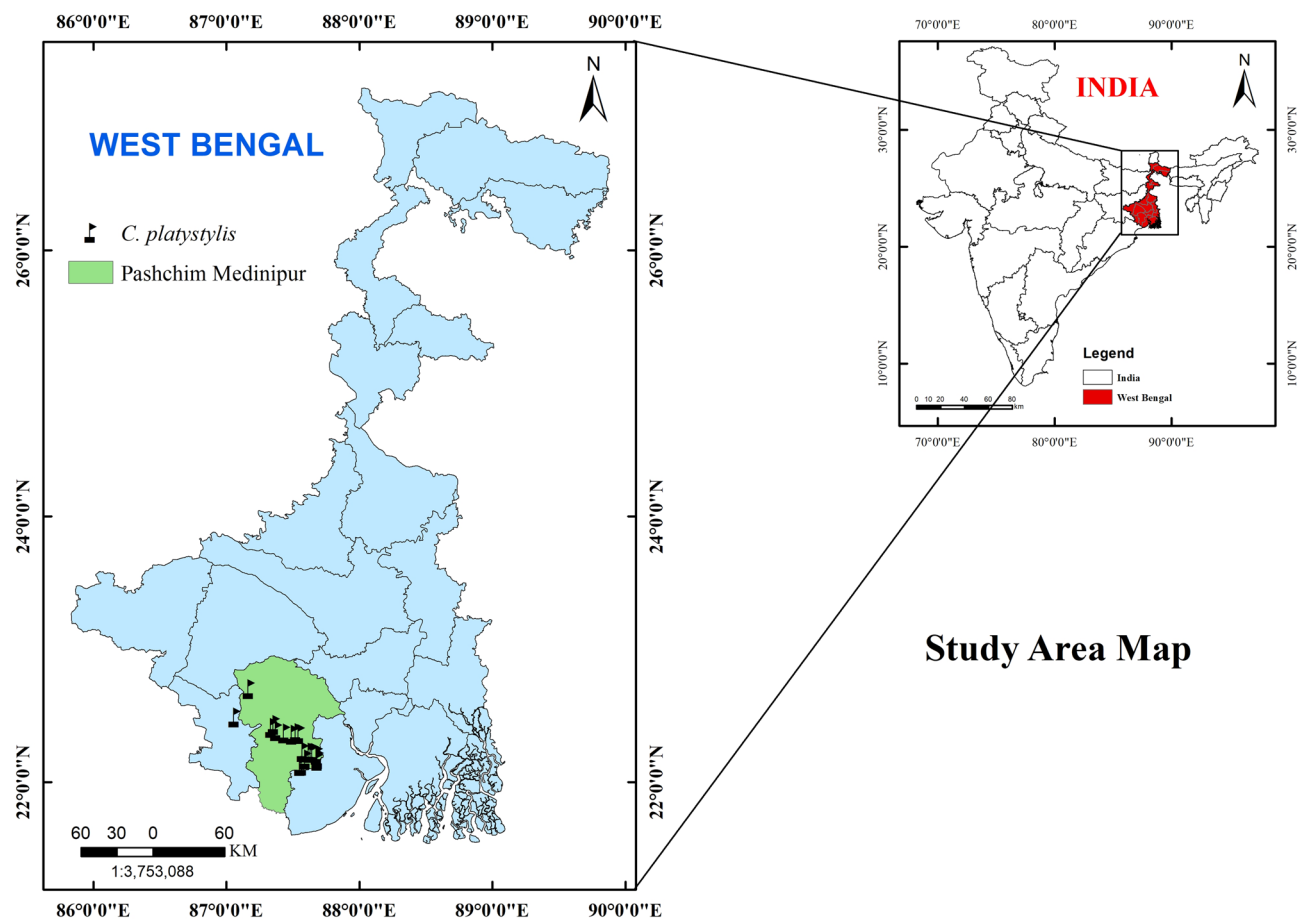 86°0'0"E 87°0'0"E 88°0'0"E 89°0'0"E 90°0'0"E
N
WEST BENGAL
C. platystylis
Pashchim Medinipur
26°0'0"N
24°0'0"N
22°0'0"N
26°0'0"N
24°0'0"N
22°0'0"N
60 30 0 60
KM
1:3,753,088
86°0'0"E 87°0'0"E 88°0'0"E 89°0'0"E 90°0'0"E
70°0'0"E 80°0'0"E 90°0'0"E
INDIA
N
30°0'0"N
20°0'0"N
10°0'0"N
30°0'0"N
20°0'0"N
10°0'0"N
Legend
India
West Bengal
0 10 20 40 60 80
km
70°0'0"E 80°0'0"E 90°0'0"E
Study Area Map